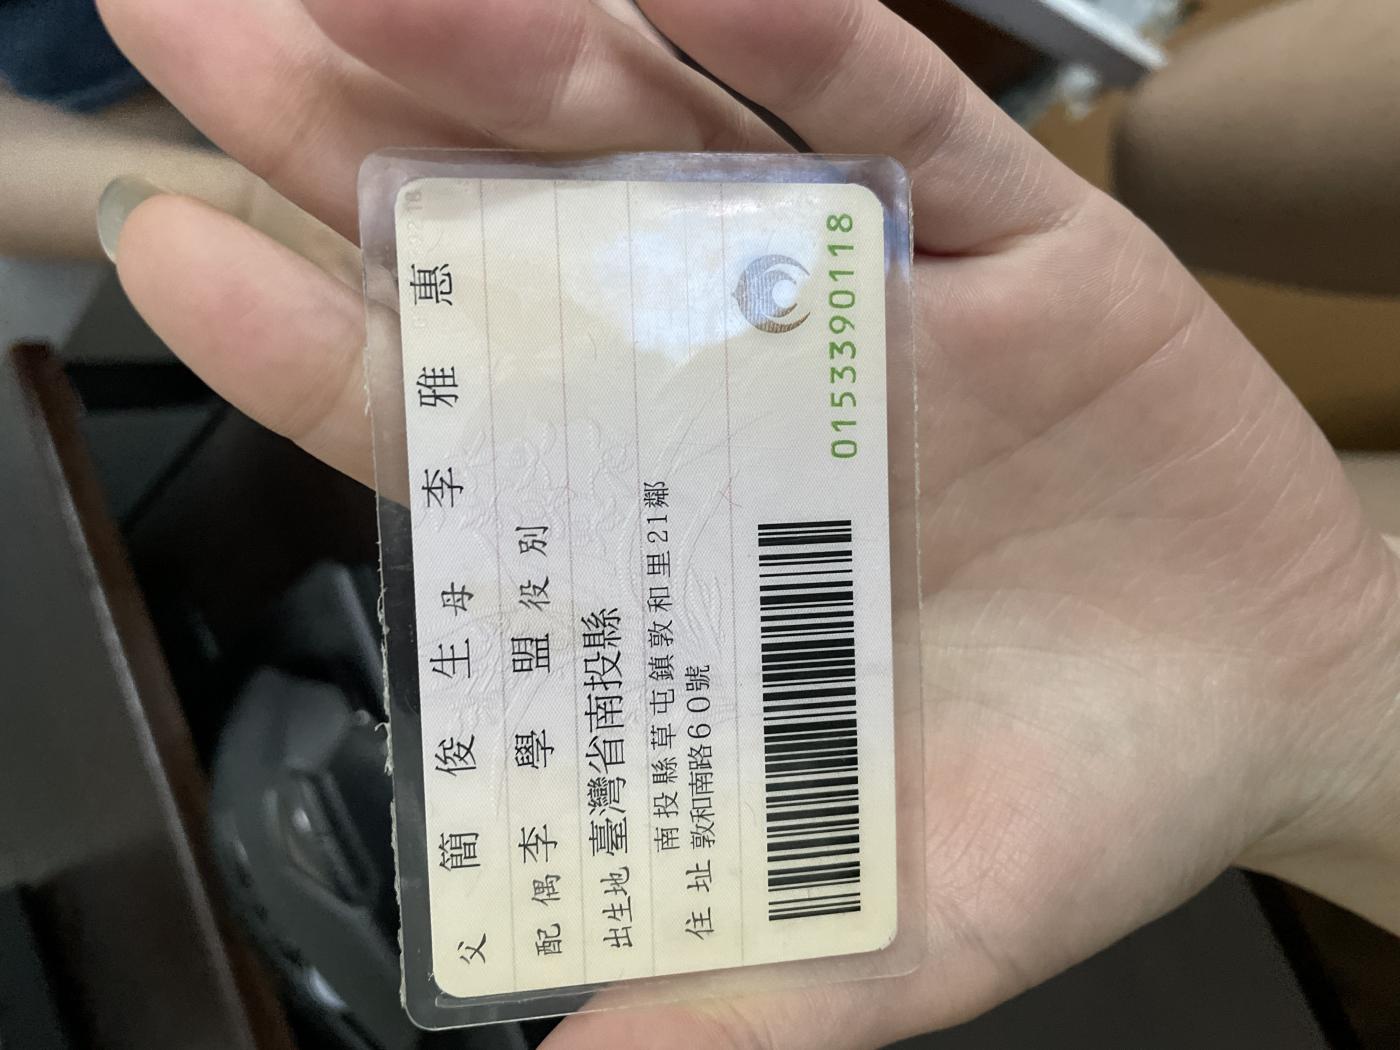 父 簡俊生 母 李雅惠
配偶 李學盟 役別
出生地 臺灣省南投縣
住址 南投縣草屯鎮敦和里21鄰
敦和南路60號
0153390118